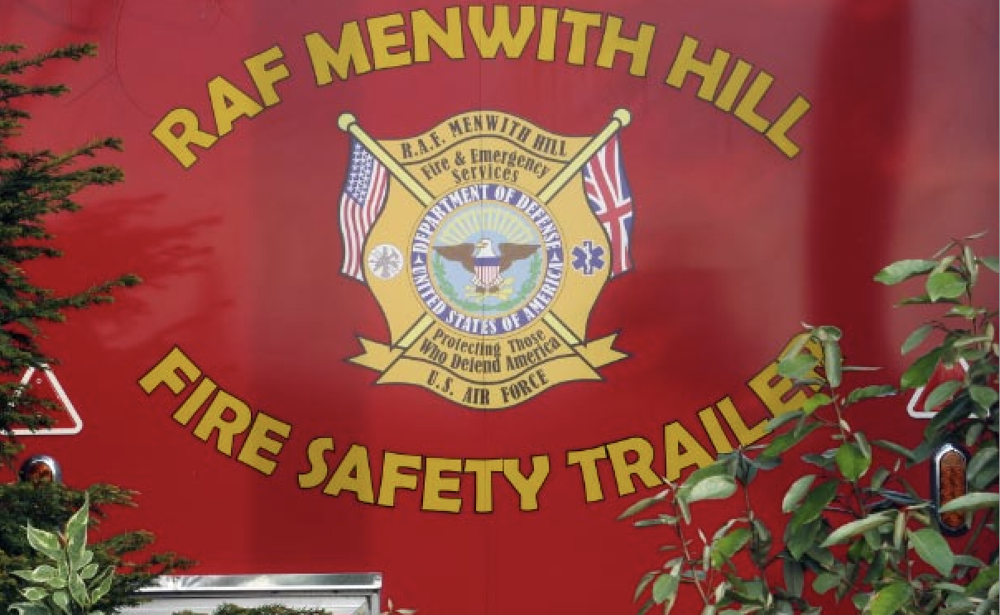 RAF MENWITH HILL
R.A.F. MENWITH HILL
Fire & Emergency
Services
DEPARTMENT OF DEFENSE
UNITED STATES OF AMERICA
Protecting Those
Who Defend America
U.S. AIR FORCE
FIRE SAFETY TRAILER